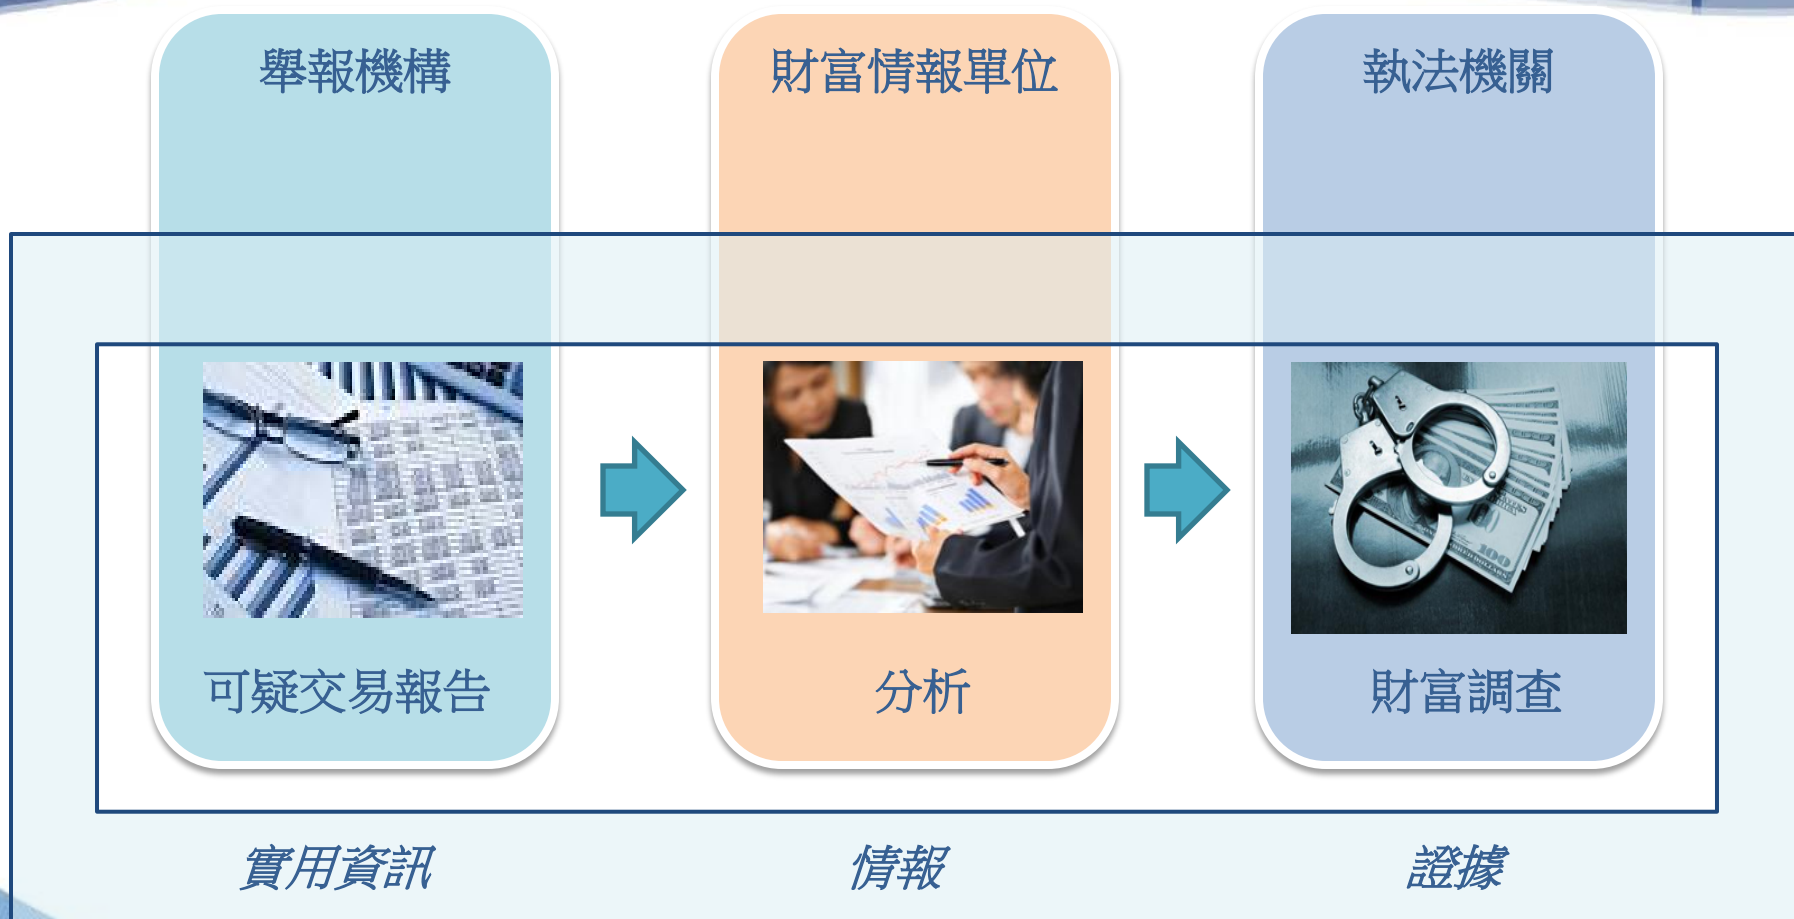 舉報機構
財富情報單位
執法機關
可疑交易報告
分析
財富調查
實用資訊
情報
證據